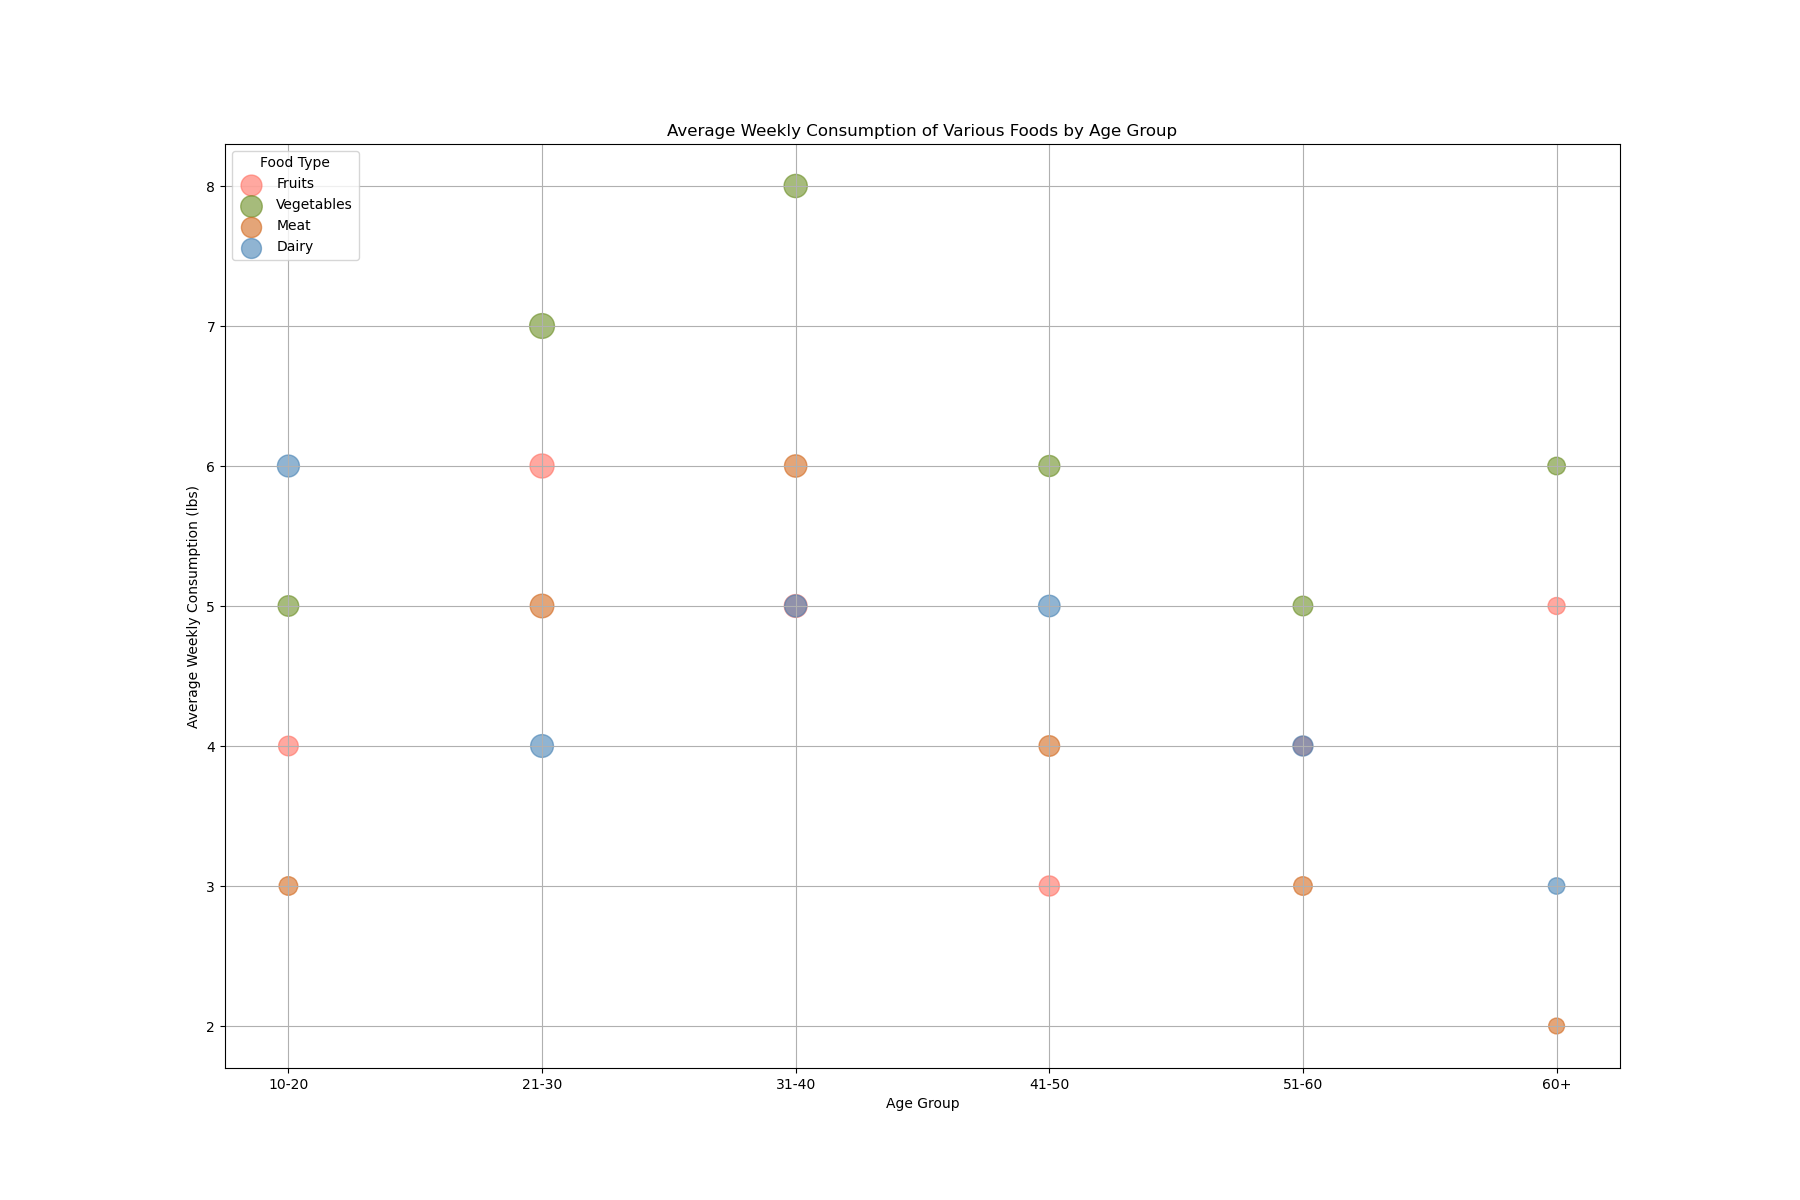 Average Weekly Consumption of Various Foods by Age Group
Food Type
Fruits
Vegetables
Meat
Dairy
8
7
6
5
4
3
2
Average Weekly Consumption (lbs)
10-20
21-30
31-40
41-50
51-60
60+
Age Group